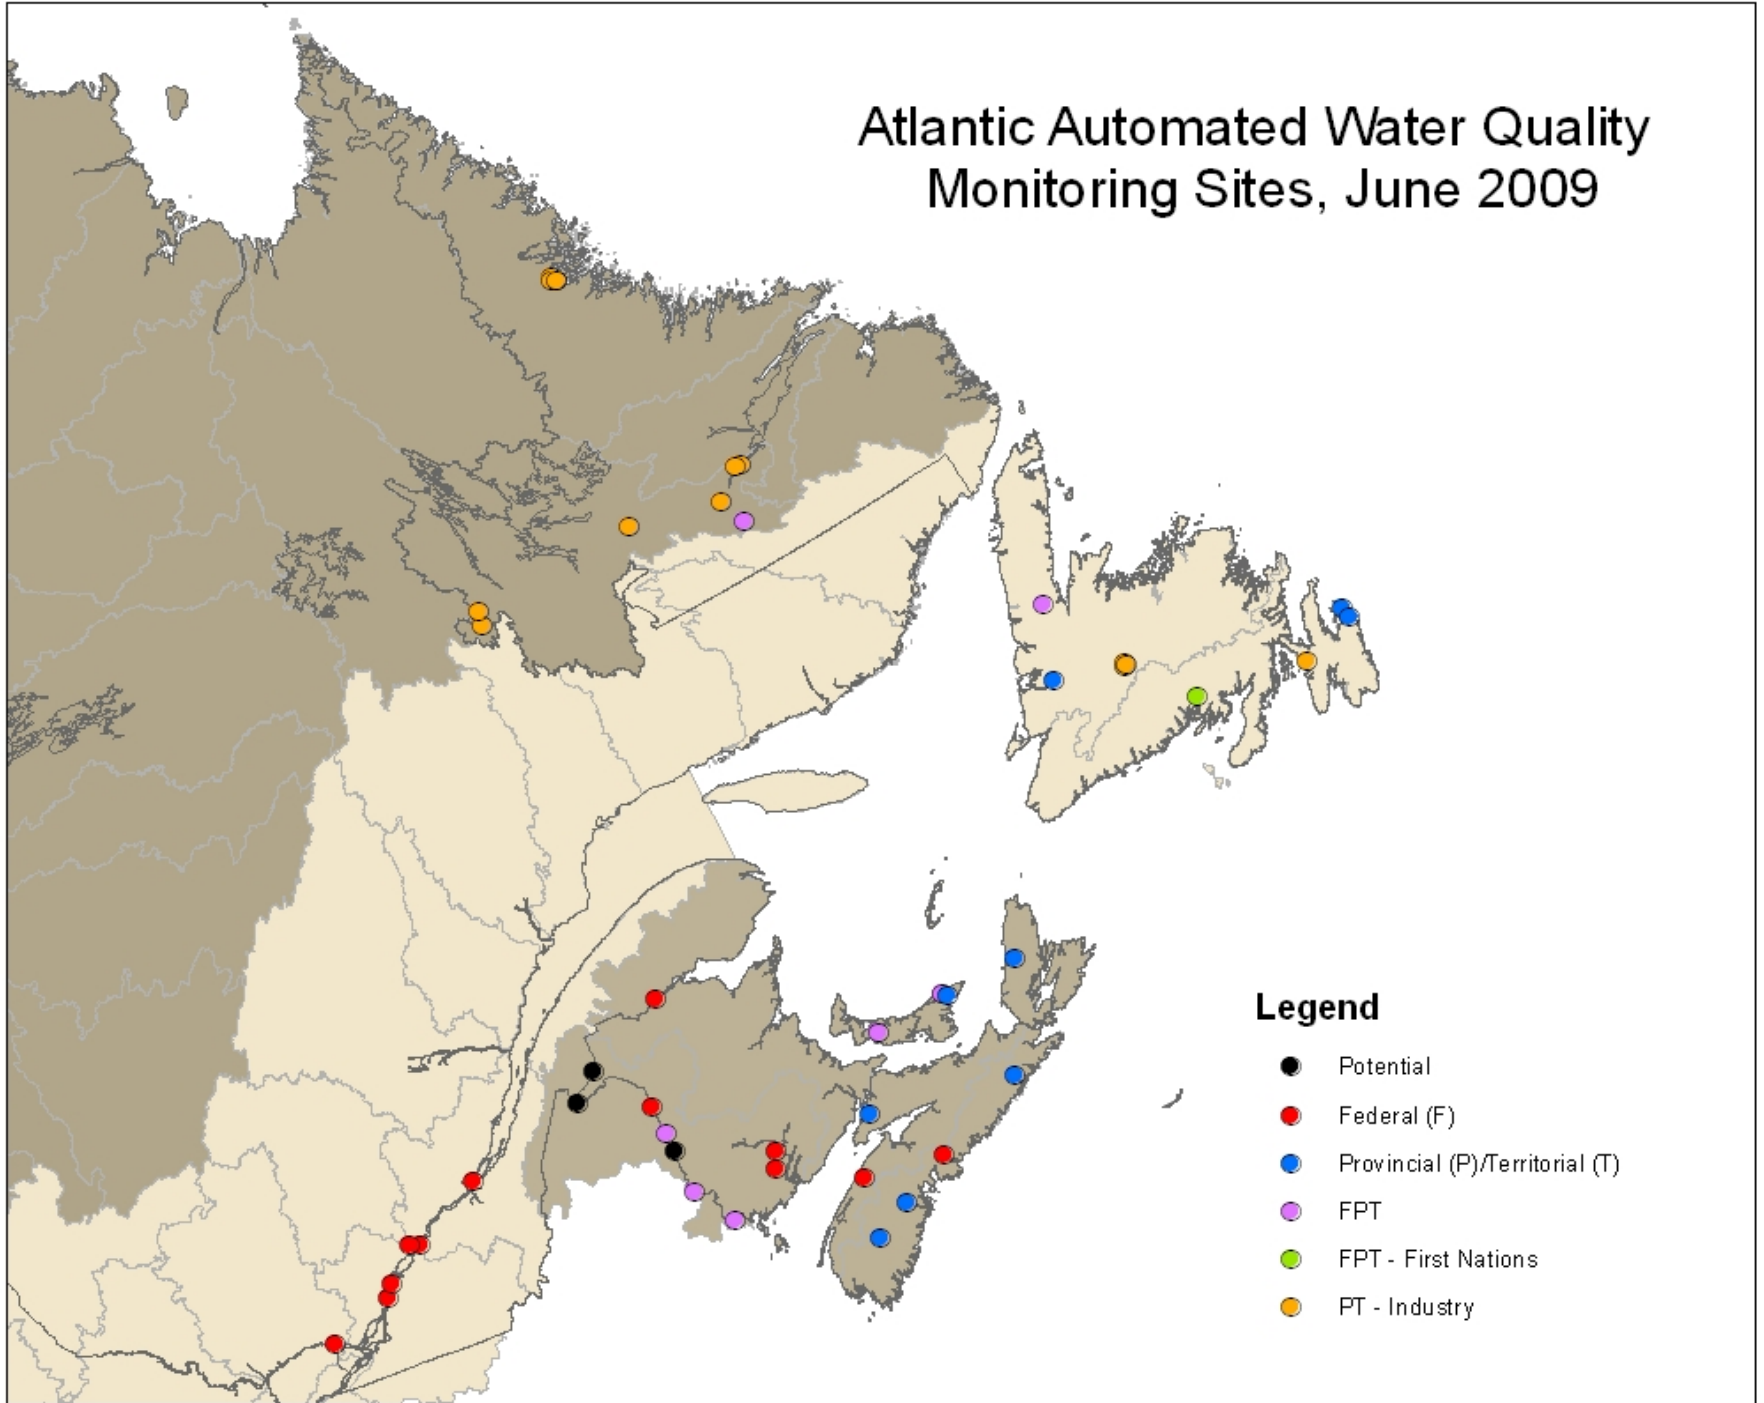 Atlantic Automated Water Quality
Monitoring Sites, June 2009
Legend
Potential
Federal (F)
Provincial (P)/Territorial (T)
FPT
FPT - First Nations
PT - Industry